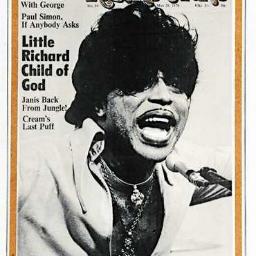 With George
Paul Simon,
If Anybody Asks
Little
Richard
Child of
God
Janis Back
From Jungle!
Cream's
Last Puff